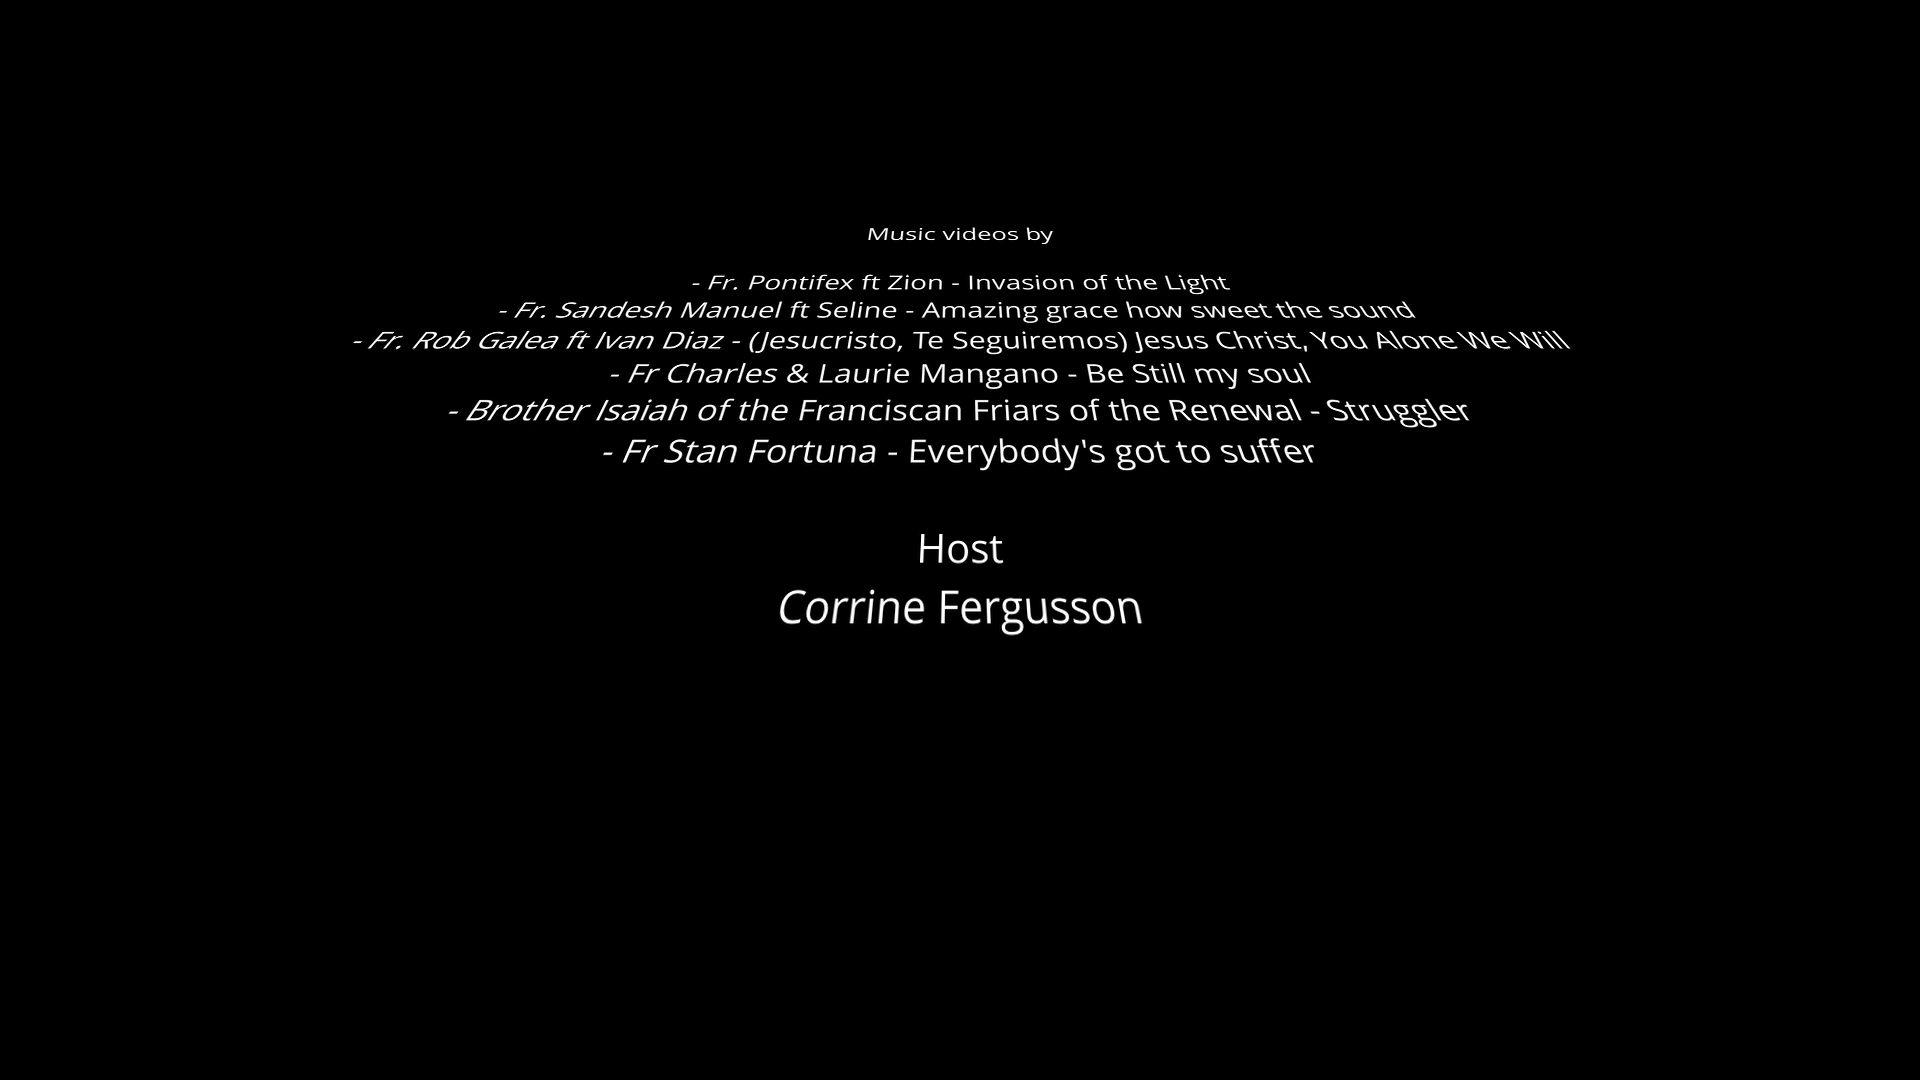 Music videos by
- Fr. Pontifex ft Zion - Invasion of the Light
- Fr. Sandesh Manuel ft Seline - Amazing grace how sweet the sound
- Fr. Rob Galea ft Ivan Diaz - (Jesucristo, Te Seguiremos) Jesus Christ, You Alone We Will
- Fr Charles & Laurie Mangano - Be Still my soul
- Brother Isaiah of the Franciscan Friars of the Renewal - Struggler
- Fr Stan Fortuna - Everybody's got to suffer
Host
Corrine Fergusson